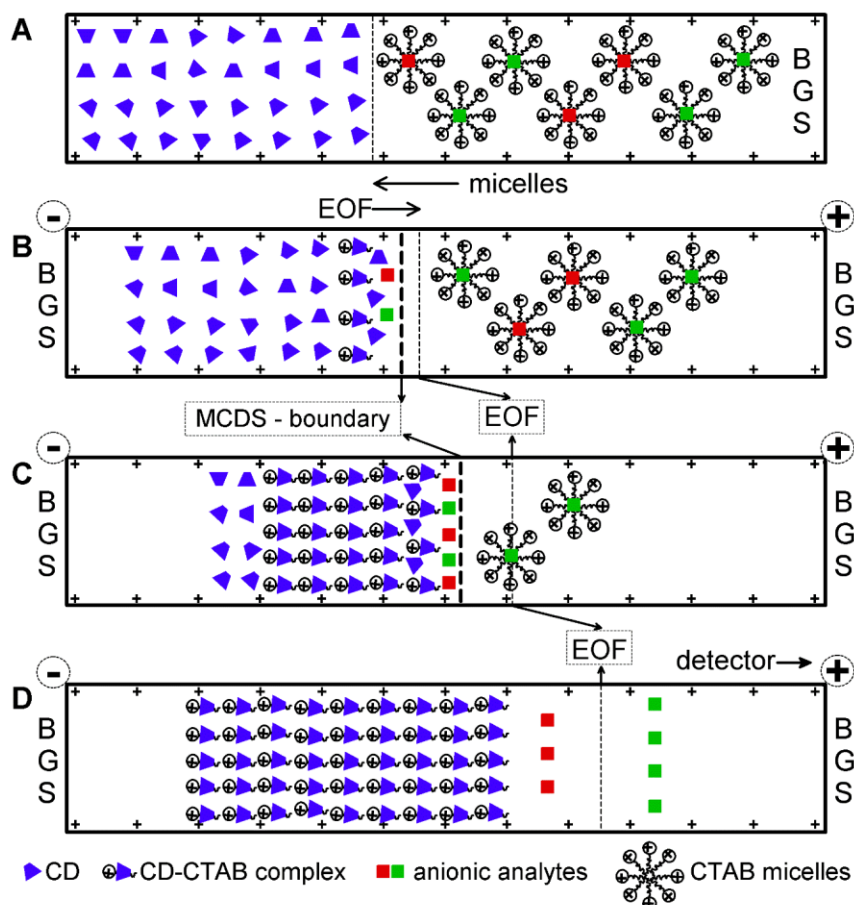 A
B
G
S
micelles
EOF
-
+
B
B
G
S
B
G
S
MCDS - boundary
EOF
-
+
C
B
G
S
B
G
S
EOF
detector
-
+
D
B
G
S
B
G
S
CD
CD-CTAB complex
anionic analytes
CTAB micelles